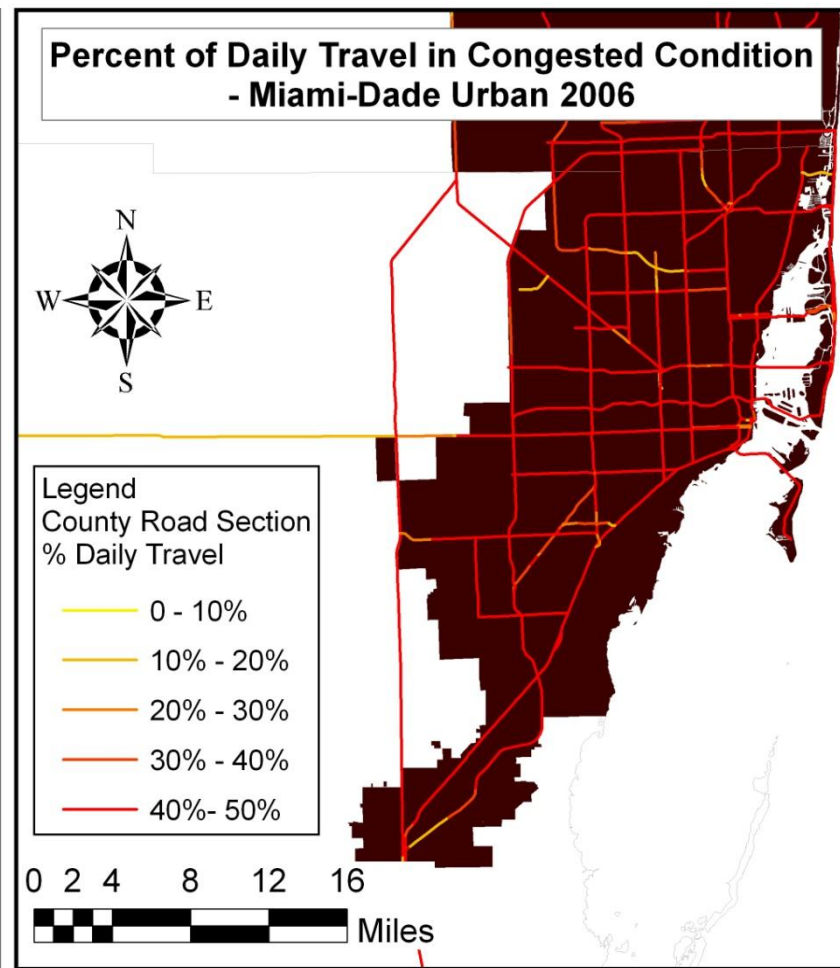 Percent of Daily Travel in Congested Condition
- Miami-Dade Urban 2006
N
W
E
S
Legend
County Road Section
% Daily Travel
0 - 10%
10% - 20%
20% - 30%
30% - 40%
40%- 50%
0 2 4 8 12 16
Miles